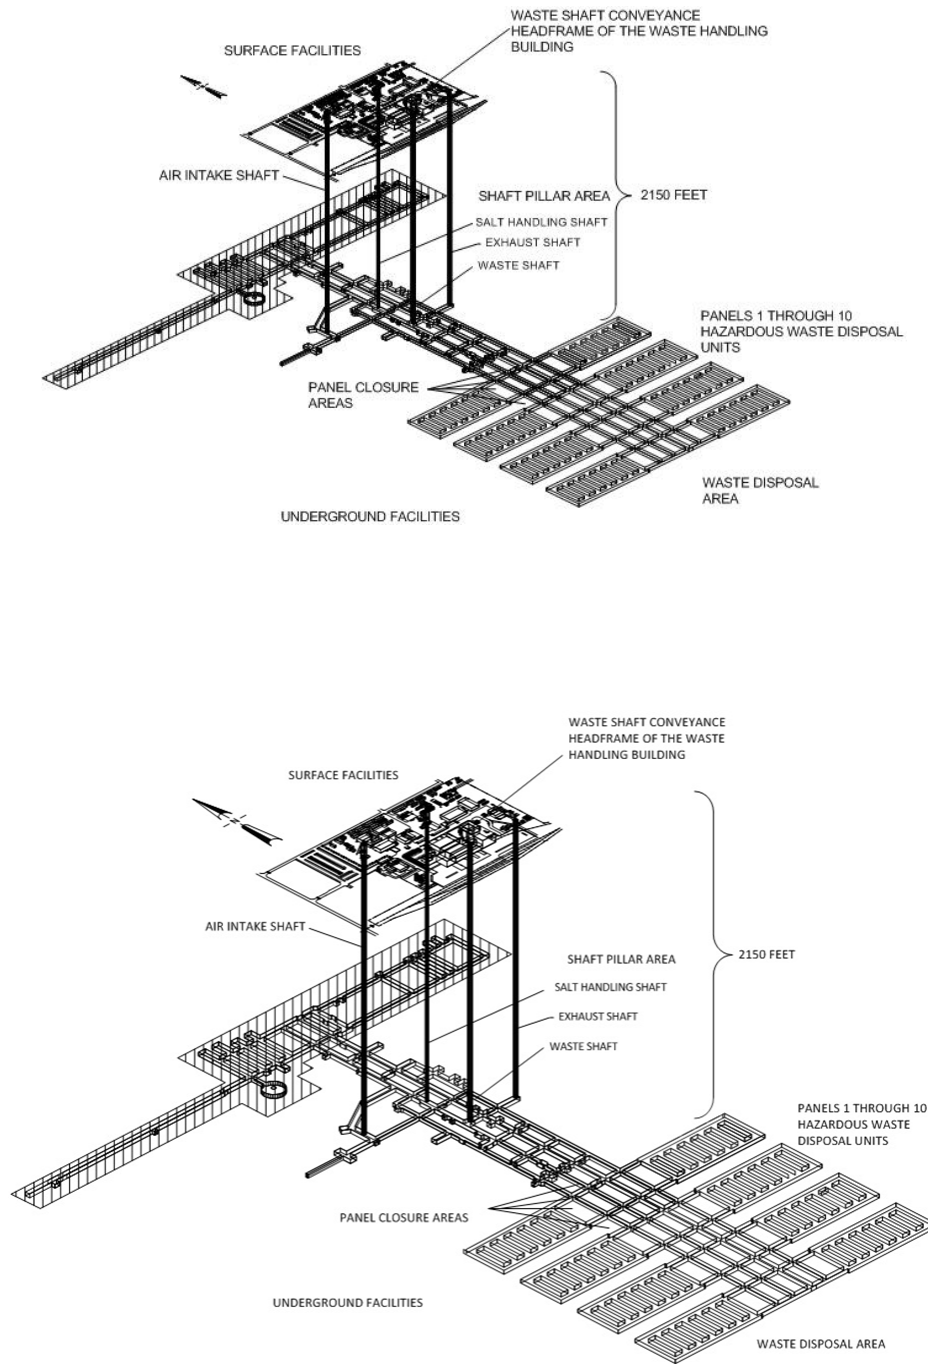 WASTE SHAFT CONVEYANCE
HEADFRAME OF THE WASTE HANDLING
BUILDING
SURFACE FACILITIES
AIR INTAKE SHAFT
SHAFT PILLAR AREA
2150 FEET
SALT HANDLING SHAFT
EXHAUST SHAFT
WASTE SHAFT
PANELS 1 THROUGH 10
HAZARDOUS WASTE DISPOSAL
UNITS
PANEL CLOSURE
AREAS
WASTE DISPOSAL
AREA
UNDERGROUND FACILITIES
WASTE SHAFT CONVEYANCE
HEADFRAME OF THE WASTE
HANDLING BUILDING
SURFACE FACILITIES
N
AIR INTAKE SHAFT
SHAFT PILLAR AREA
2150 FEET
SALT HANDLING SHAFT
EXHAUST SHAFT
WASTE SHAFT
PANELS 1 THROUGH 10
HAZARDOUS WASTE
DISPOSAL UNITS
PANEL CLOSURE AREAS
UNDERGROUND FACILITIES
WASTE DISPOSAL AREA